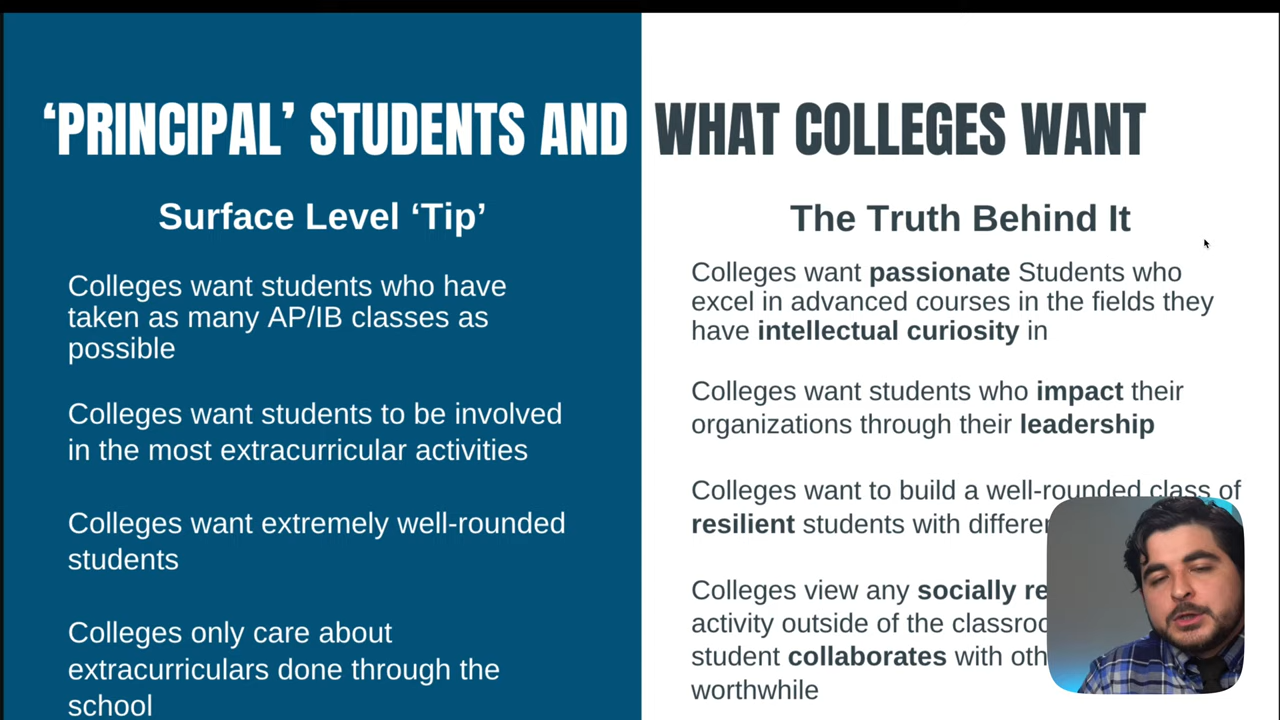 ‘PRINCIPAL’ STUDENTS AND WHAT COLLEGES WANT
Surface Level ‘Tip’
Colleges want students who have
taken as many AP/IB classes as
possible
Colleges want students to be involved
in the most extracurricular activities
Colleges want extremely well-rounded
students
Colleges only care about
extracurriculars done through the
school
The Truth Behind It
Colleges want passionate Students who
excel in advanced courses in the fields they
have intellectual curiosity in
Colleges want students who impact their
organizations through their leadership
Colleges want to build a well-rounded class of
resilient students with
Colleges view any socially
activity outside of the
student collaborates with
worthwhile